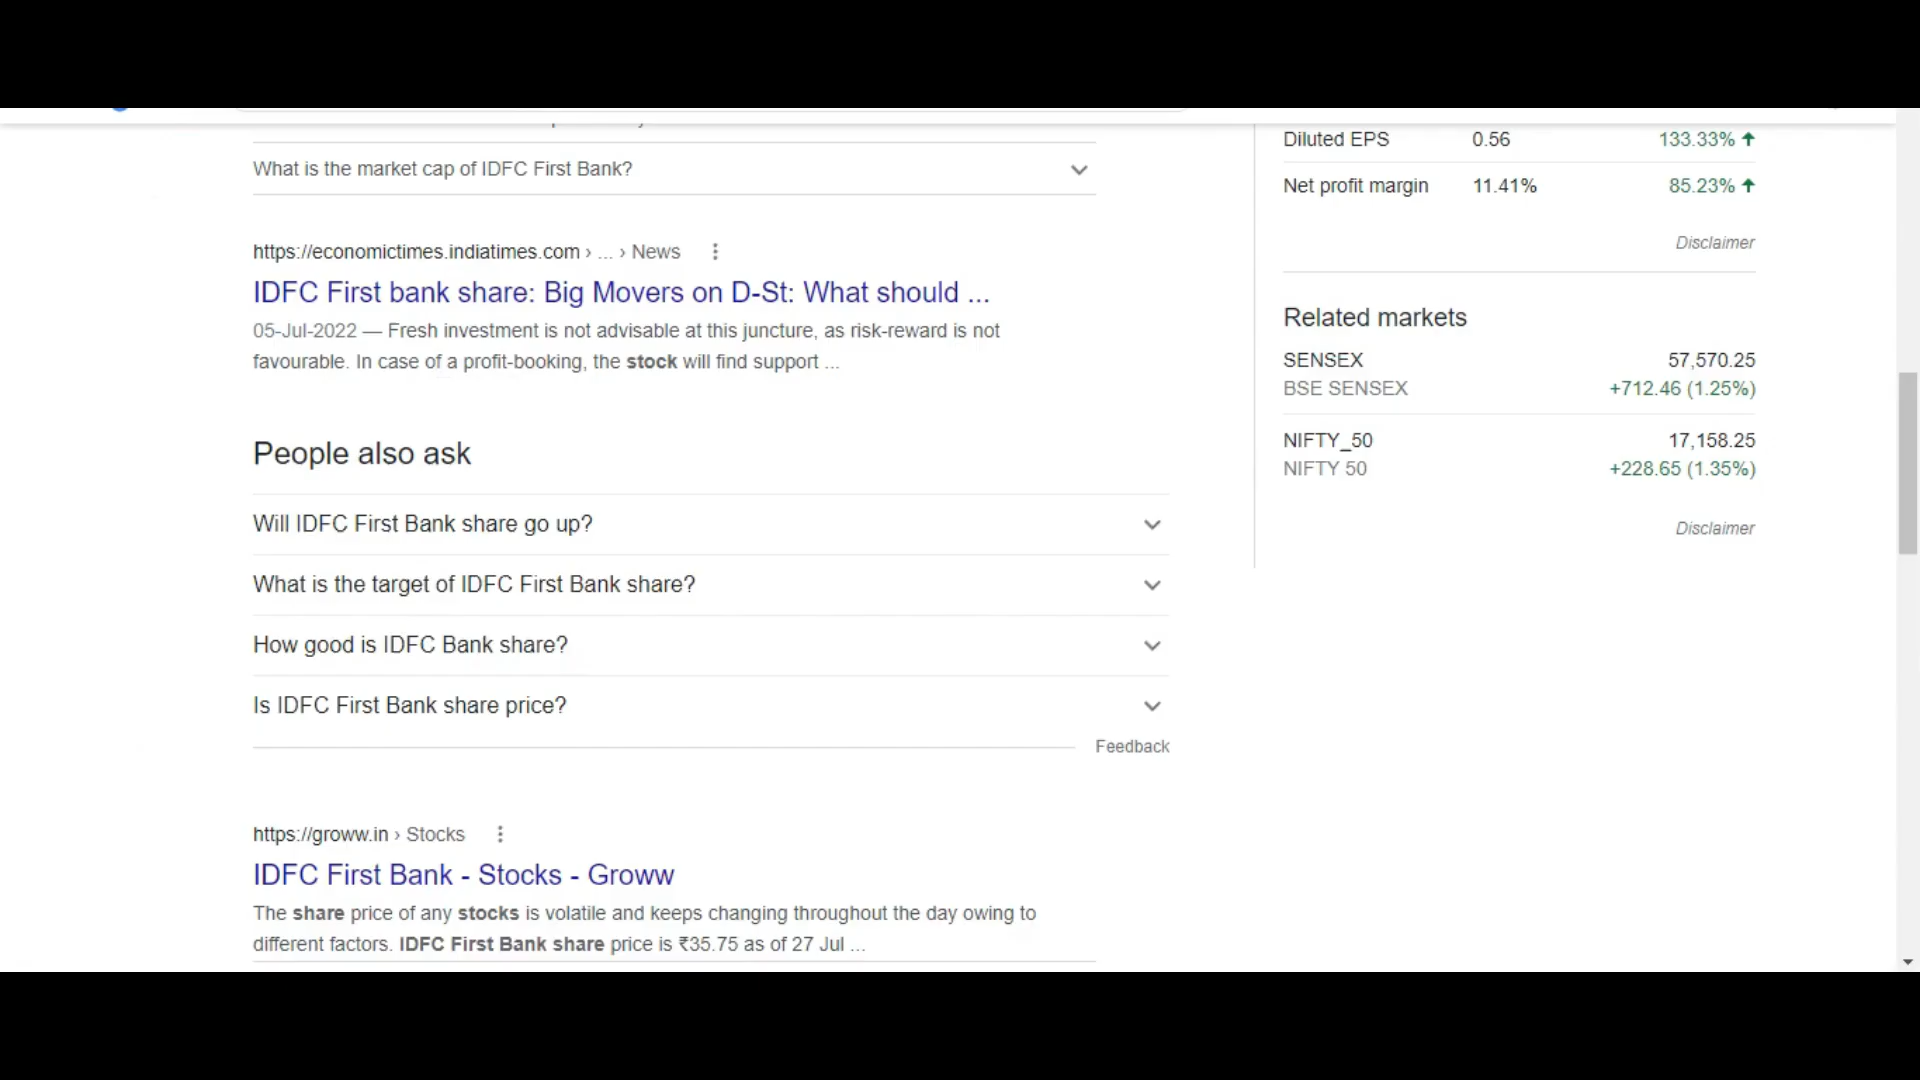 What is the market cap of IDFC First Bank?
https://economictimes.indiatimes.com › ... › News
IDFC First bank share: Big Movers on D-St: What should ...
05-Jul-2022 — Fresh investment is not advisable at this juncture, as risk-reward is not
favourable. In case of a profit-booking, the stock will find support ...
People also ask
Will IDFC First Bank share go up?
What is the target of IDFC First Bank share?
How good is IDFC Bank share?
Is IDFC First Bank share price?
Feedback
https://groww.in › Stocks
IDFC First Bank - Stocks - Groww
The share price of any stocks is volatile and keeps changing throughout the day owing to
different factors. IDFC First Bank share price is ₹35.75 as of 27 Jul ...
Diluted EPS 0.56 133.33%
Net profit margin 11.41% 85.23%
Disclaimer
Related markets
SENSEX 57,570.25
BSE SENSEX +712.46 (1.25%)
NIFTY_50 17,158.25
NIFTY 50 +228.65 (1.35%)
Disclaimer